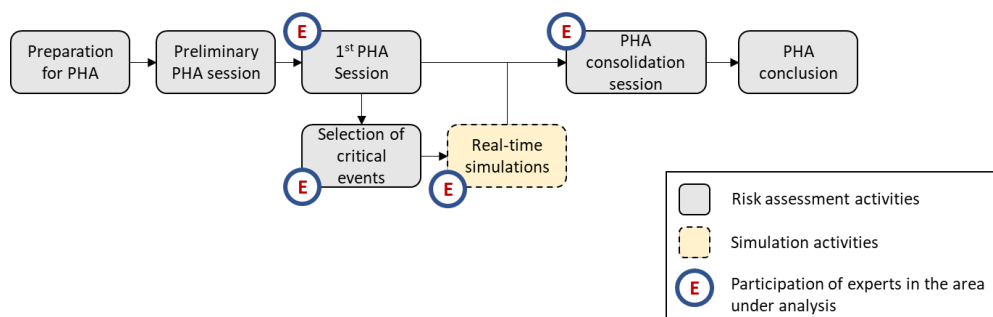 Preparation
for PHA
Preliminary
PHA session
E
1st PHA
Session
E
PHA
consolidation
session
PHA
conclusion
Selection of
critical
events
E
Real-time
simulations
E
Risk assessment activities
Simulation activities
E
Participation of experts in the area
under analysis